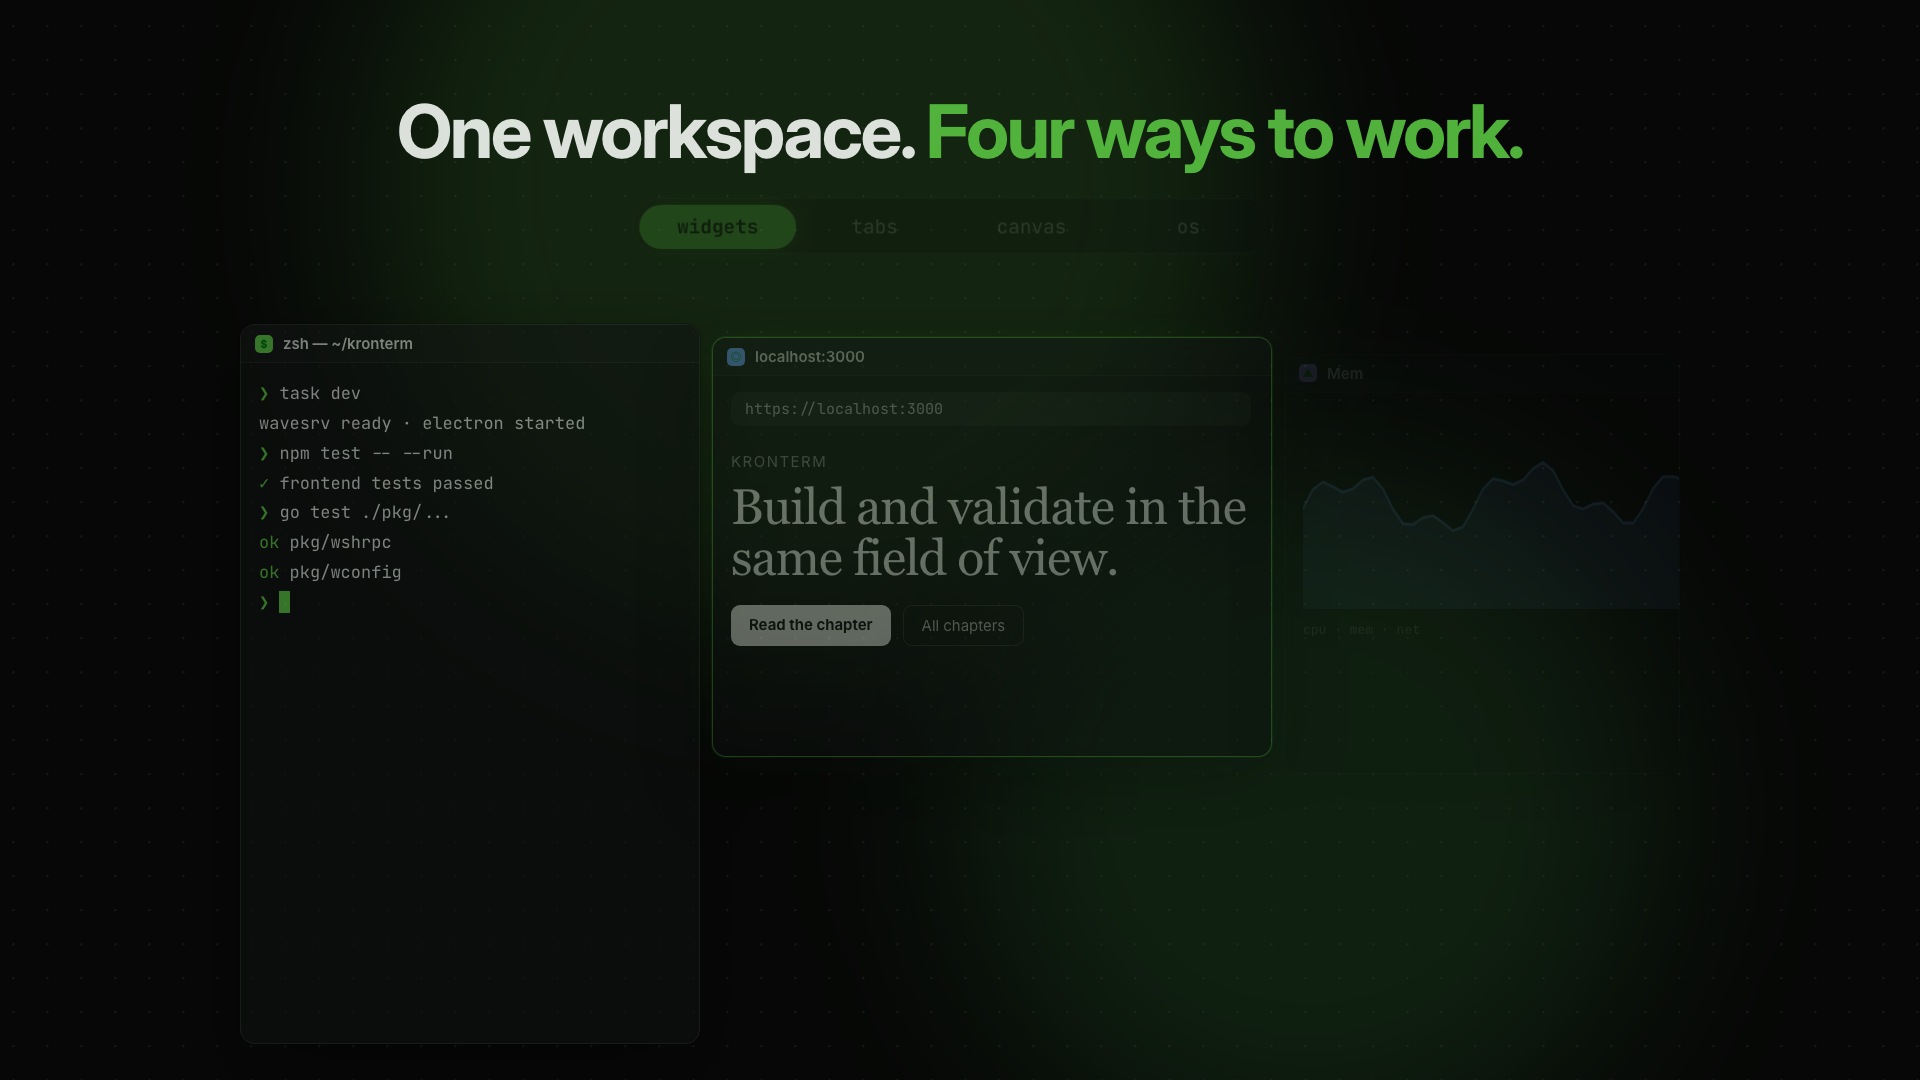 One workspace. Four ways to work.
widgets tabs canvas os
$ zsh — ~/kronterm
❯ task dev
wavesrv ready · electron started
❯ npm test -- --run
✓ frontend tests passed
❯ go test ./pkg/...
ok pkg/wshrpc
ok pkg/wconfig
❯
localhost:3000
https://localhost:3000
KRONTERM
Build and validate in the
same field of view.
Read the chapter All chapters
Mem
cpu · mem · net